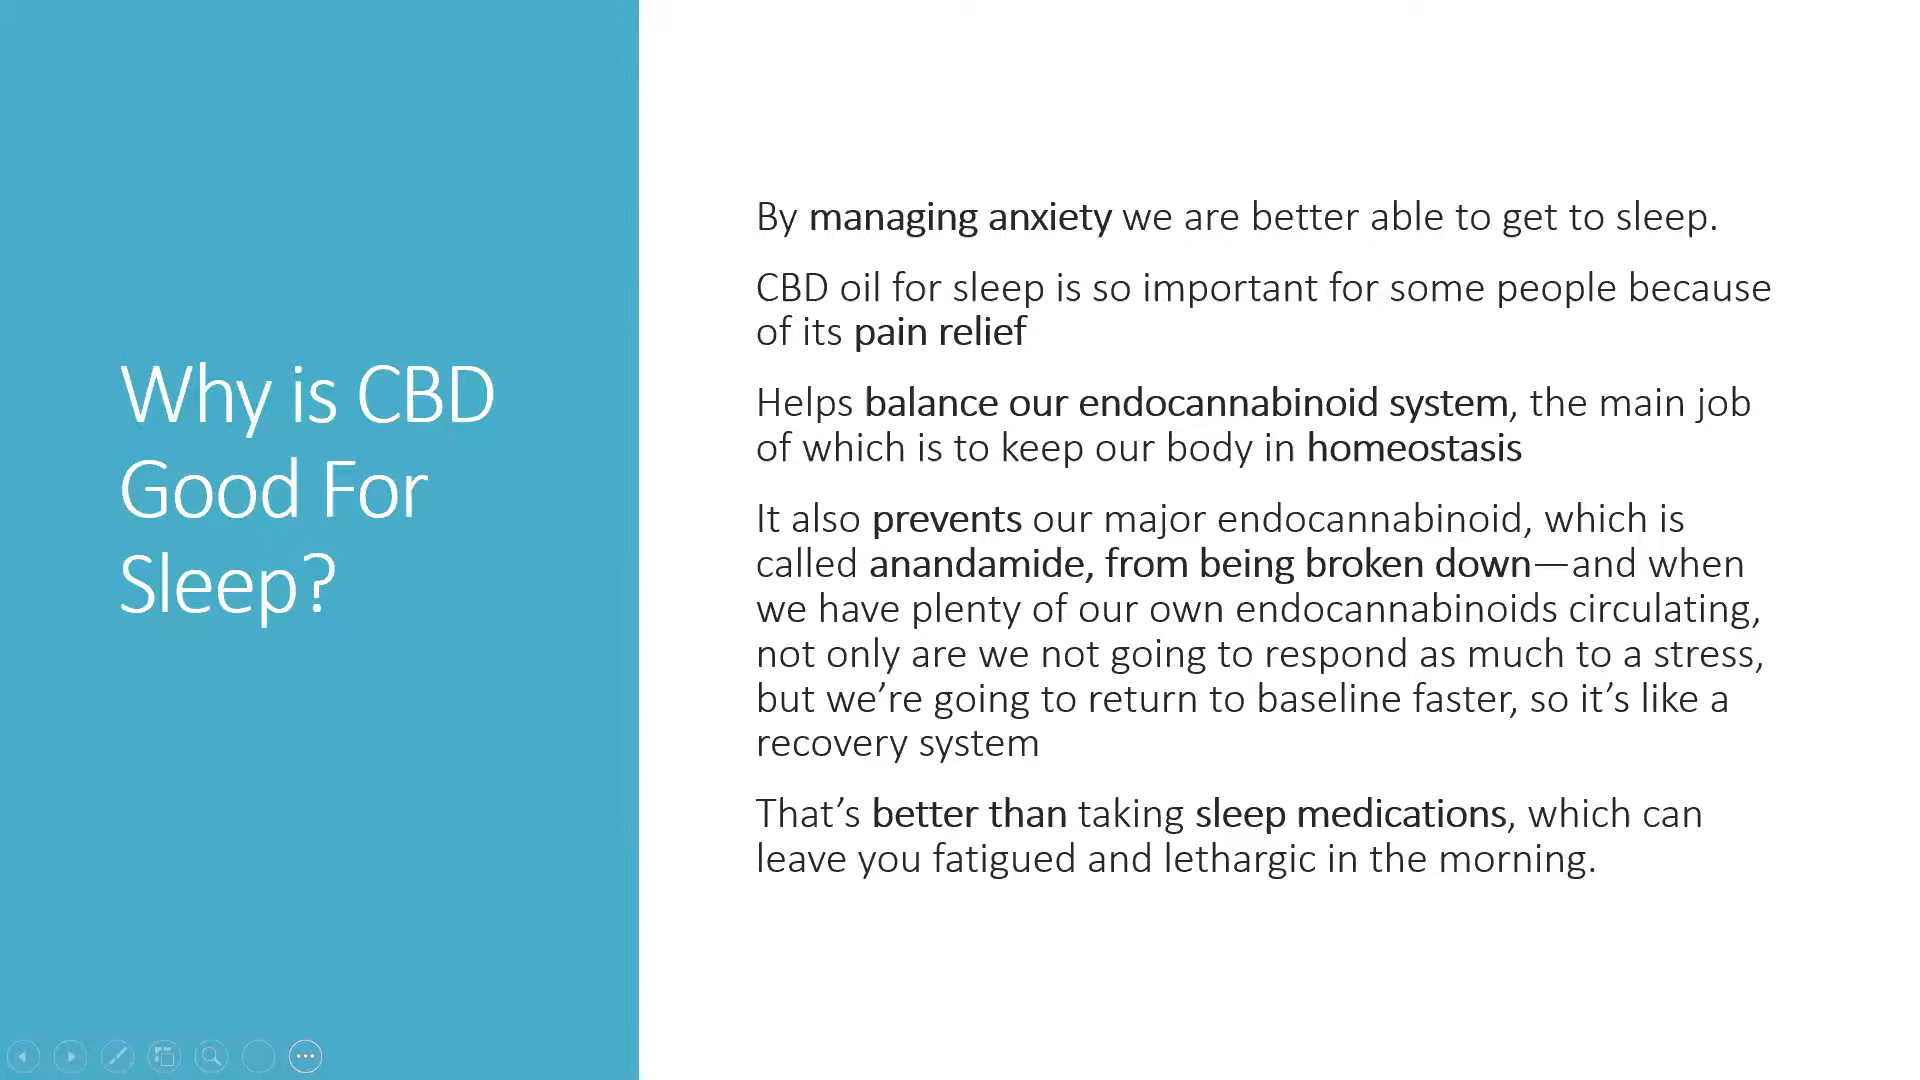 Why is CBD
Good For
Sleep?
By managing anxiety we are better able to get to sleep.
CBD oil for sleep is so important for some people because
of its pain relief
Helps balance our endocannabinoid system, the main job
of which is to keep our body in homeostasis
It also prevents our major endocannabinoid, which is
called anandamide, from being broken down—and when
we have plenty of our own endocannabinoids circulating,
not only are we not going to respond as much to a stress,
but we’re going to return to baseline faster, so it’s like a
recovery system
That’s better than taking sleep medications, which can
leave you fatigued and lethargic in the morning.